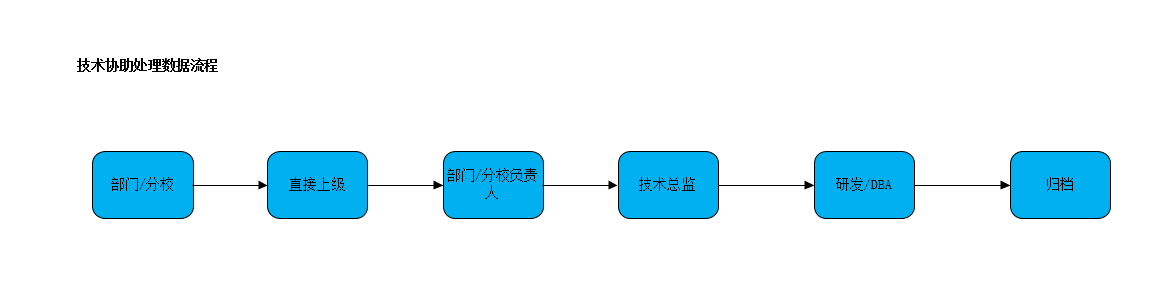 技术协助处理数据流程
部门/分校
直接上级
部门/分校负责
人
技术总监
研发/DBA
归档